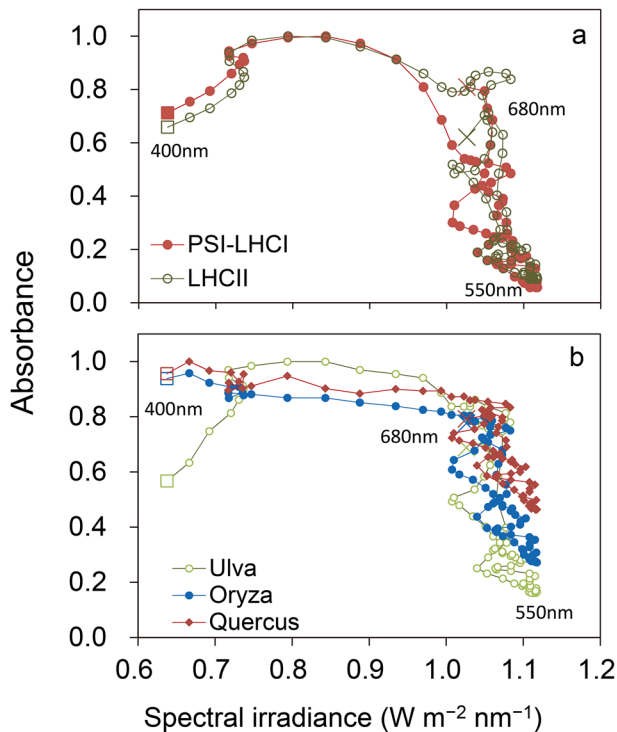 a
1.0
0.8
0.6
0.4
0.2
0.0
400nm
680nm
550nm
PSI-LHCI
LHCII
Absorbance
b
1.0
0.8
0.6
0.4
0.2
0.0
400nm
680nm
550nm
Ulva
Oryza
Quercus
0.6 0.7 0.8 0.9 1.0 1.1 1.2
Spectral irradiance (W m⁻² nm⁻¹)